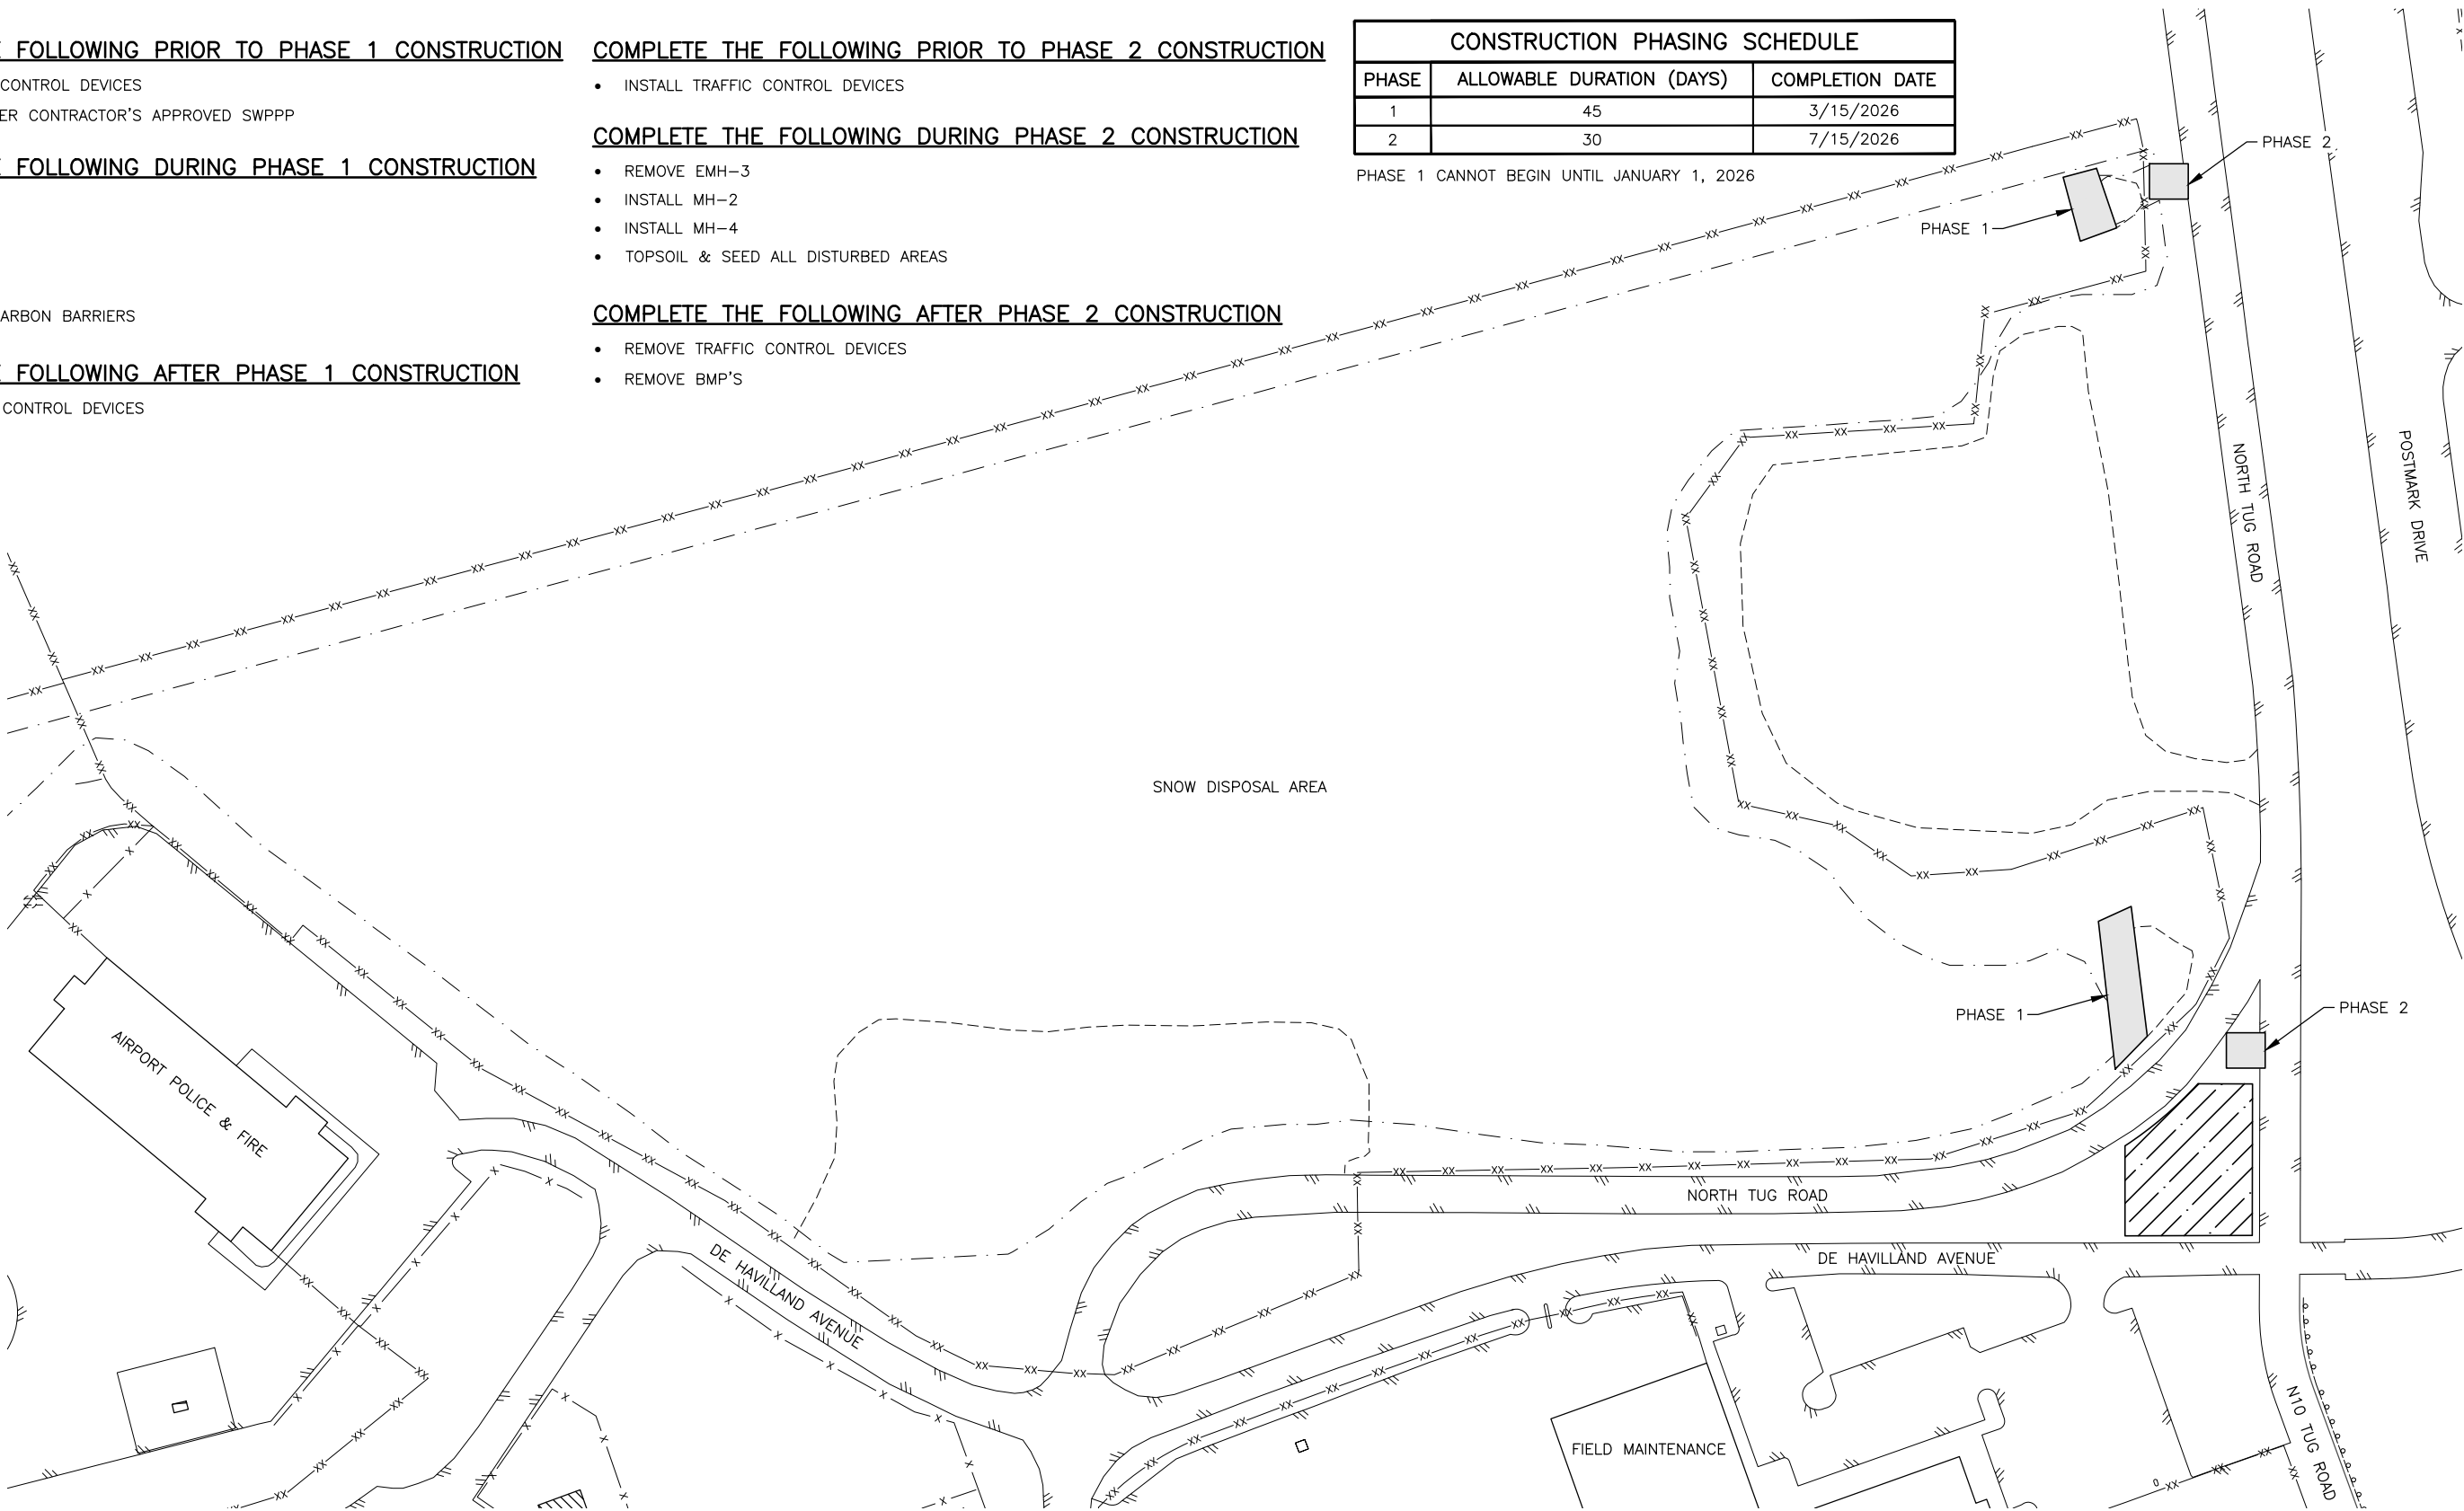 FOLLOWING PRIOR TO PHASE 1 CONSTRUCTION
CONTROL DEVICES
ER CONTRACTOR'S APPROVED SWPPP
FOLLOWING DURING PHASE 1 CONSTRUCTION
ARBON BARRIERS
FOLLOWING AFTER PHASE 1 CONSTRUCTION
CONTROL DEVICES
COMPLETE THE FOLLOWING PRIOR TO PHASE 2 CONSTRUCTION
• INSTALL TRAFFIC CONTROL DEVICES
COMPLETE THE FOLLOWING DURING PHASE 2 CONSTRUCTION
• REMOVE EMH-3
• INSTALL MH-2
• INSTALL MH-4
• TOPSOIL & SEED ALL DISTURBED AREAS
COMPLETE THE FOLLOWING AFTER PHASE 2 CONSTRUCTION
• REMOVE TRAFFIC CONTROL DEVICES
• REMOVE BMP'S
CONSTRUCTION PHASING SCHEDULE
PHASE ALLOWABLE DURATION (DAYS) COMPLETION DATE
1 45 3/15/2026
2 30 7/15/2026
PHASE 1 CANNOT BEGIN UNTIL JANUARY 1, 2026
PHASE 2
PHASE 1
NORTH TUG ROAD
POSTMARK DRIVE
SNOW DISPOSAL AREA
PHASE 1
PHASE 2
AIRPORT POLICE & FIRE
NORTH TUG ROAD
DE HAVILLAND AVENUE
DE HAVILLAND AVENUE
FIELD MAINTENANCE
N10 TUG ROAD